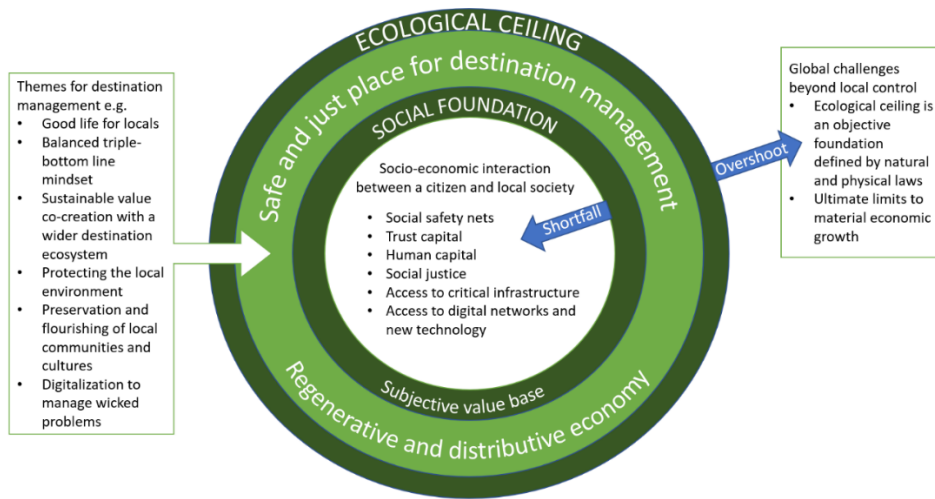 ECOLOGICAL CEILING
Safe and just place for destination management
SOCIAL FOUNDATION
Themes for destination
management e.g.
• Good life for locals
• Balanced triple-
bottom line
mindset
• Sustainable value
co-creation with a
wider destination
ecosystem
• Protecting the local
environment
• Preservation and
flourishing of local
communities and
cultures
• Digitalization to
manage wicked
problems
Socio-economic interaction
between a citizen and local society
• Social safety nets
• Trust capital
• Human capital
• Social justice
• Access to critical infrastructure
• Access to digital networks and
new technology
Shortfall
Overshoot
Global challenges
beyond local control
• Ecological ceiling is
an objective
foundation
defined by natural
and physical laws
• Ultimate limits to
material economic
growth
Subjective value base
Regenerative and distributive economy